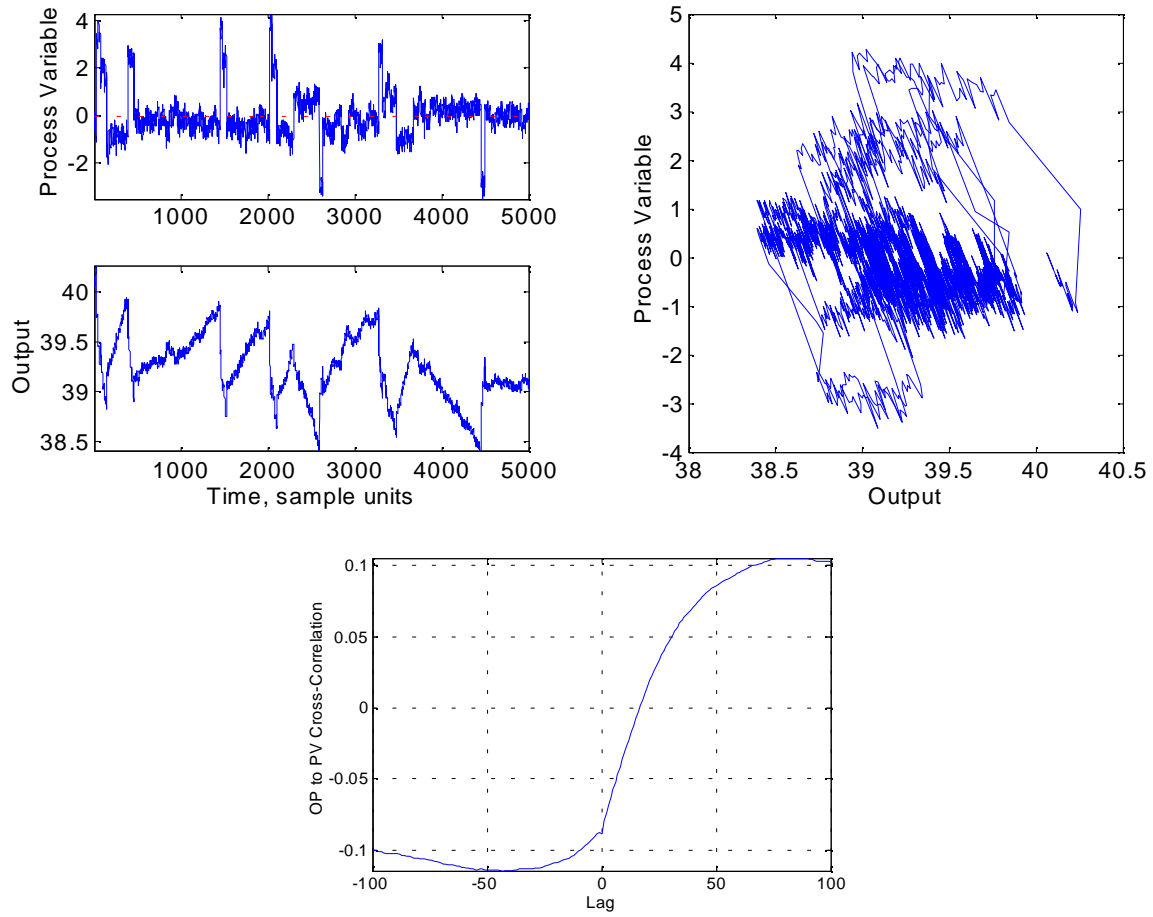 Process Variable
4
2
0
-2
1000 2000 3000 4000 5000
Output
40
39.5
39
38.5
1000 2000 3000 4000 5000
Time, sample units
Process Variable
5
4
3
2
1
0
-1
-2
-3
-4
38 38.5 39 39.5 40 40.5
Output
OP to PV Cross-Correlation
0.1
0.05
0
-0.05
-0.1
-100 -50 0 50 100
Lag